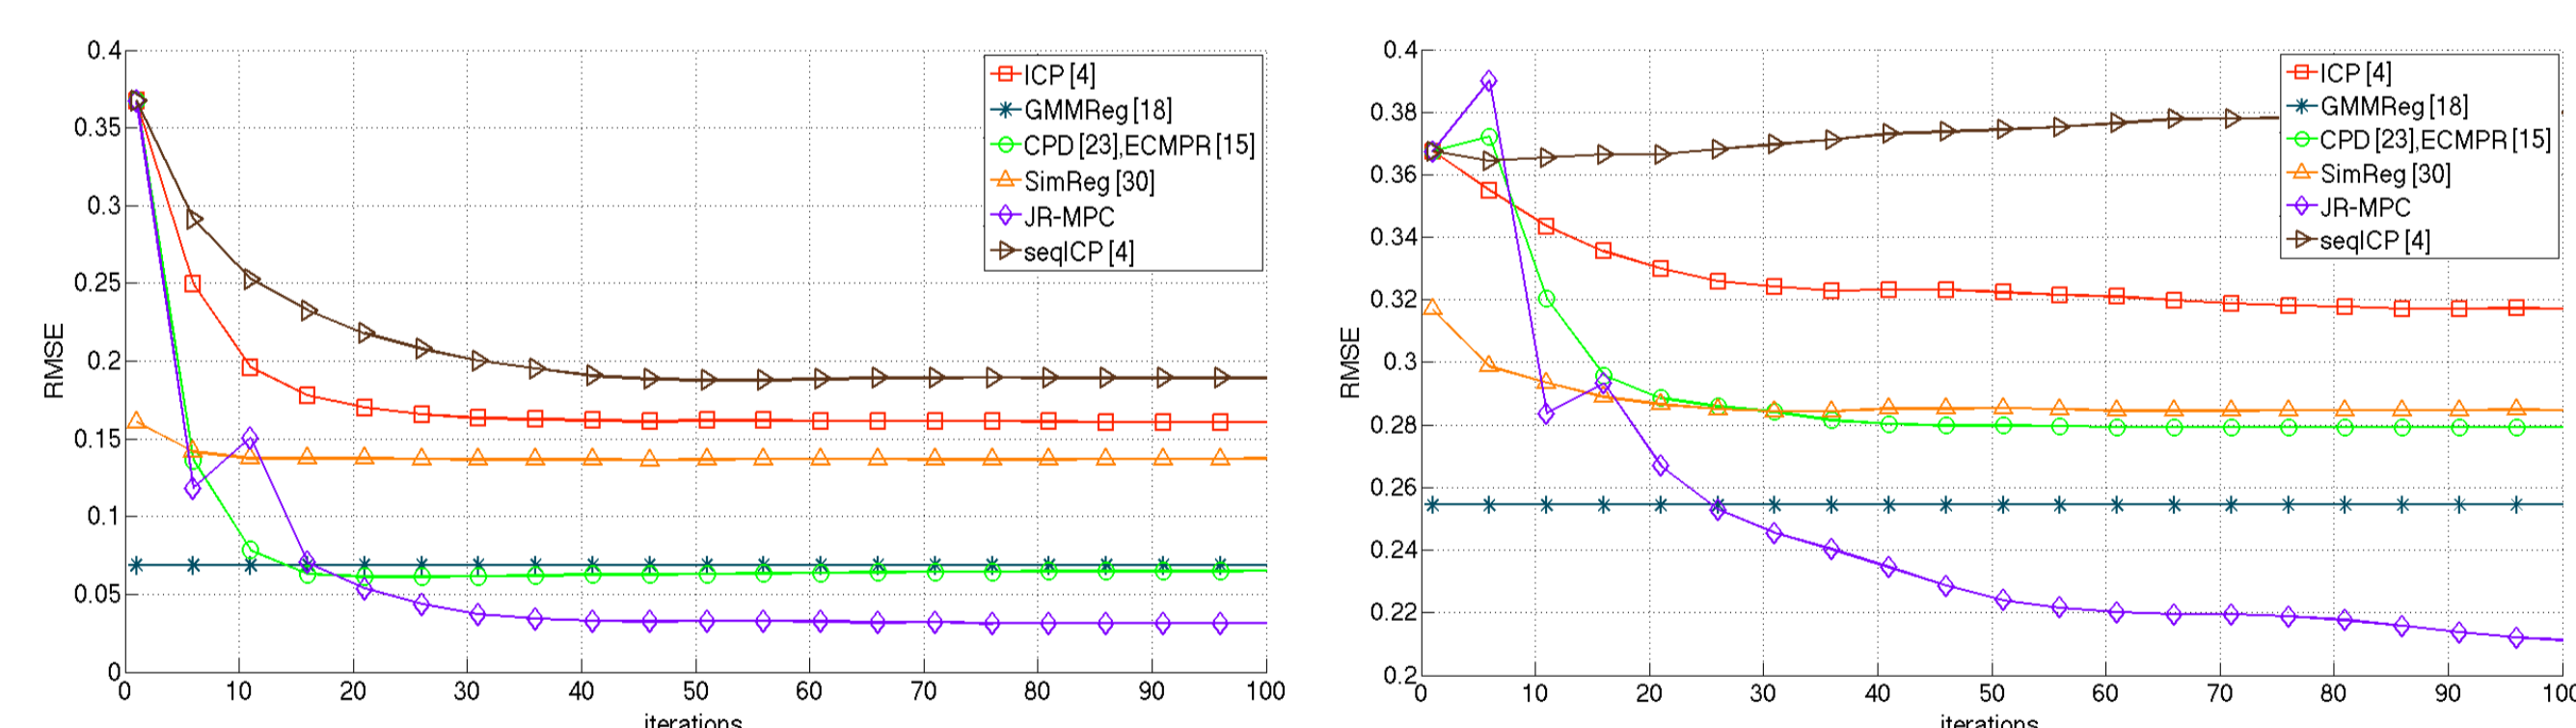 0.4
0.35
0.3
0.25
0.2
0.15
0.1
0.05
0
RMSE
ICP [4]
GMMReg [18]
CPD [23],ECMPR [15]
SimReg [30]
JR-MPC
seqICP [4]
0 10 20 30 40 50 60 70 80 90 100
iterations
0.4
0.38
0.36
0.34
0.32
0.3
0.28
0.26
0.24
0.22
0.2
RMSE
ICP [4]
GMMReg [18]
CPD [23],ECMPR [15]
SimReg [30]
JR-MPC
seqICP [4]
0 10 20 30 40 50 60 70 80 90 100
iterations